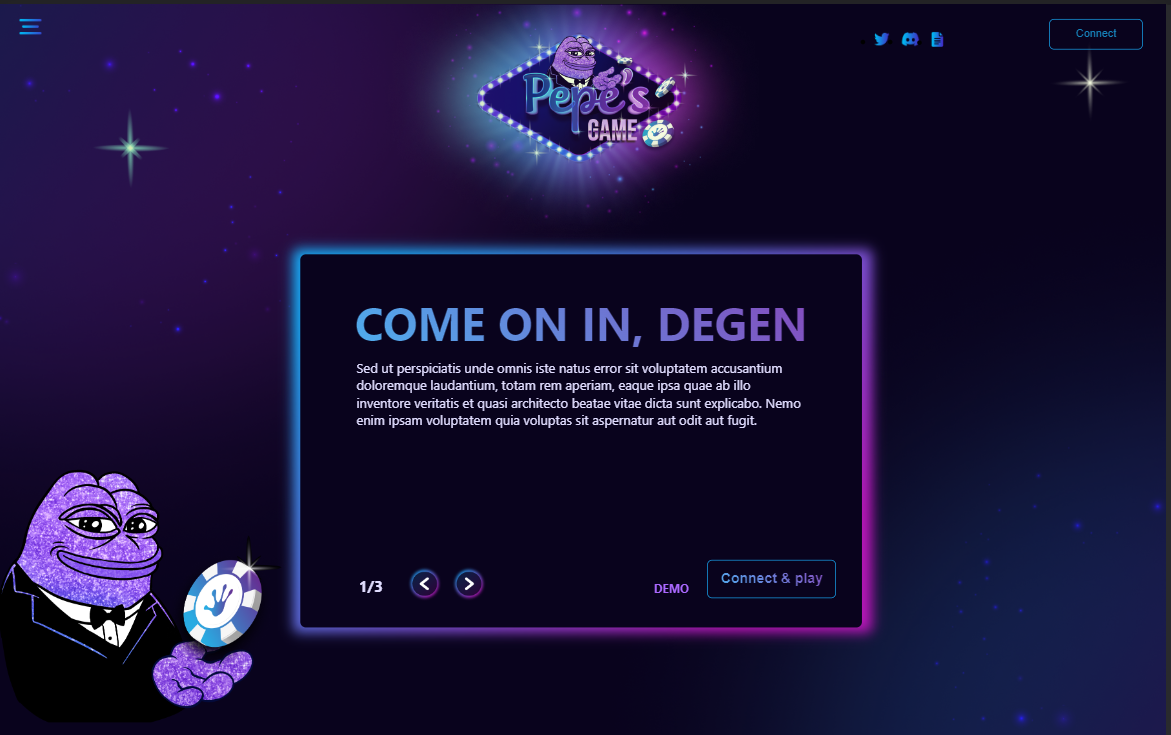 Connect
Pepe's
GAME
COME ON IN, DEGEN
Sed ut perspiciatis unde omnis iste natus error sit voluptatem accusantium
doloremque laudantium, totam rem aperiam, eaque ipsa quae ab illo
inventore veritatis et quasi architecto beatae vitae dicta sunt explicabo. Nemo
enim ipsam voluptatem quia voluptas sit aspernatur aut odit aut fugit.
1/3
DEMO
Connect & play